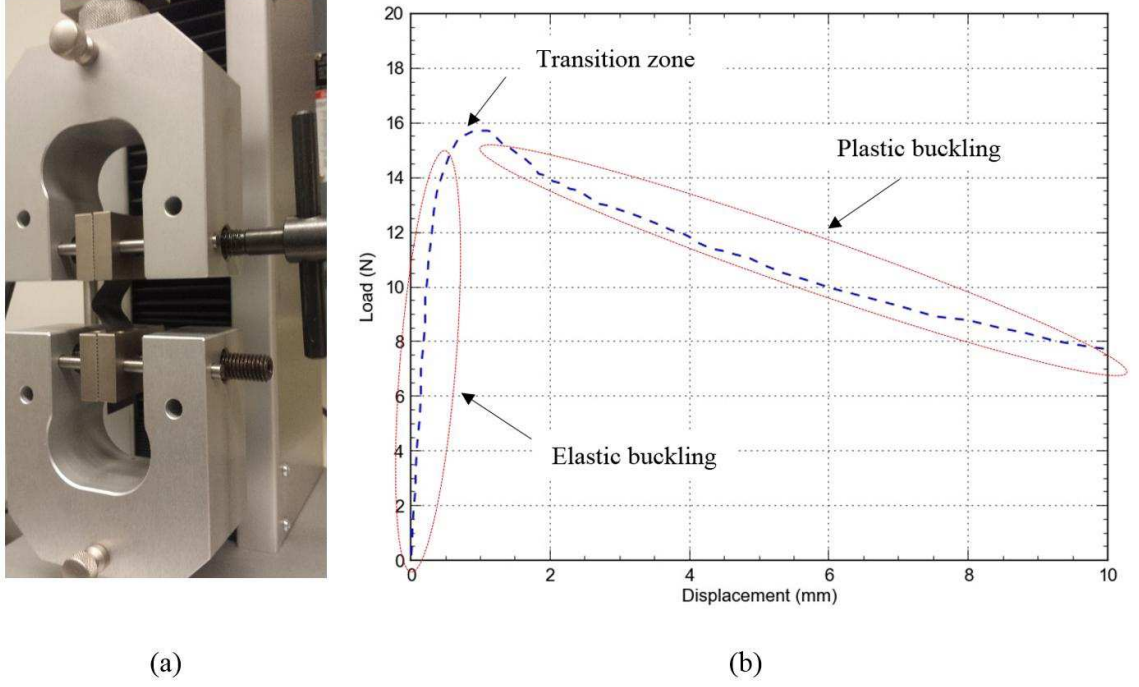 20
18
16
14
12
10
8
6
4
2
0
Load (N)
Transition zone
Plastic buckling
Elastic buckling
0 2 4 6 8 10
Displacement (mm)
(a) (b)